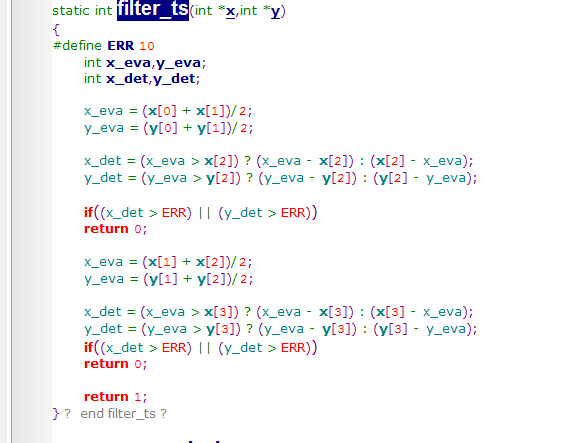 static int filter_ts(int *x,int *y)
{
#define ERR 10
int x_eva,y_eva;
int x_det,y_det;
x_eva = (x[0] + x[1])/2;
y_eva = (y[0] + y[1])/2;
x_det = (x_eva > x[2]) ? (x_eva - x[2]) : (x[2] - x_eva);
y_det = (y_eva > y[2]) ? (y_eva - y[2]) : (y[2] - y_eva);
if((x_det > ERR) || (y_det > ERR))
return 0;
x_eva = (x[1] + x[2])/2;
y_eva = (y[1] + y[2])/2;
x_det = (x_eva > x[3]) ? (x_eva - x[3]) : (x[3] - x_eva);
y_det = (y_eva > y[3]) ? (y_eva - y[3]) : (y[3] - y_eva);
if((x_det > ERR) || (y_det > ERR))
return 0;
return 1;
} ? end filter_ts ?